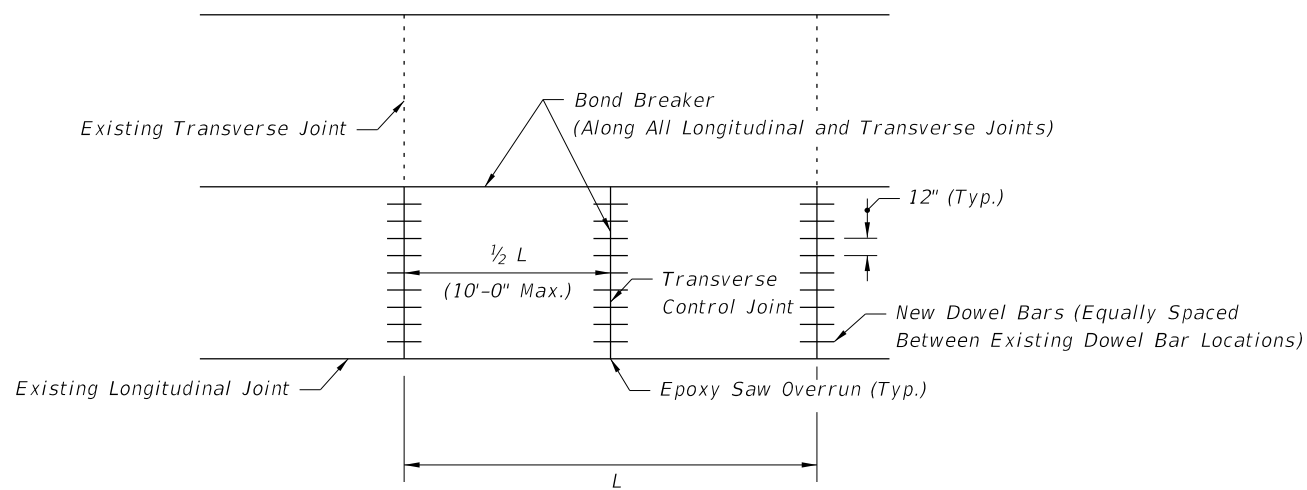 Bond Breaker
(Along All Longitudinal and Transverse Joints)
Existing Transverse Joint
12" (Typ.)
½ L
(10'-0" Max.)
Transverse
Control Joint
New Dowel Bars (Equally Spaced
Between Existing Dowel Bar Locations)
Existing Longitudinal Joint
Epoxy Saw Overrun (Typ.)
L